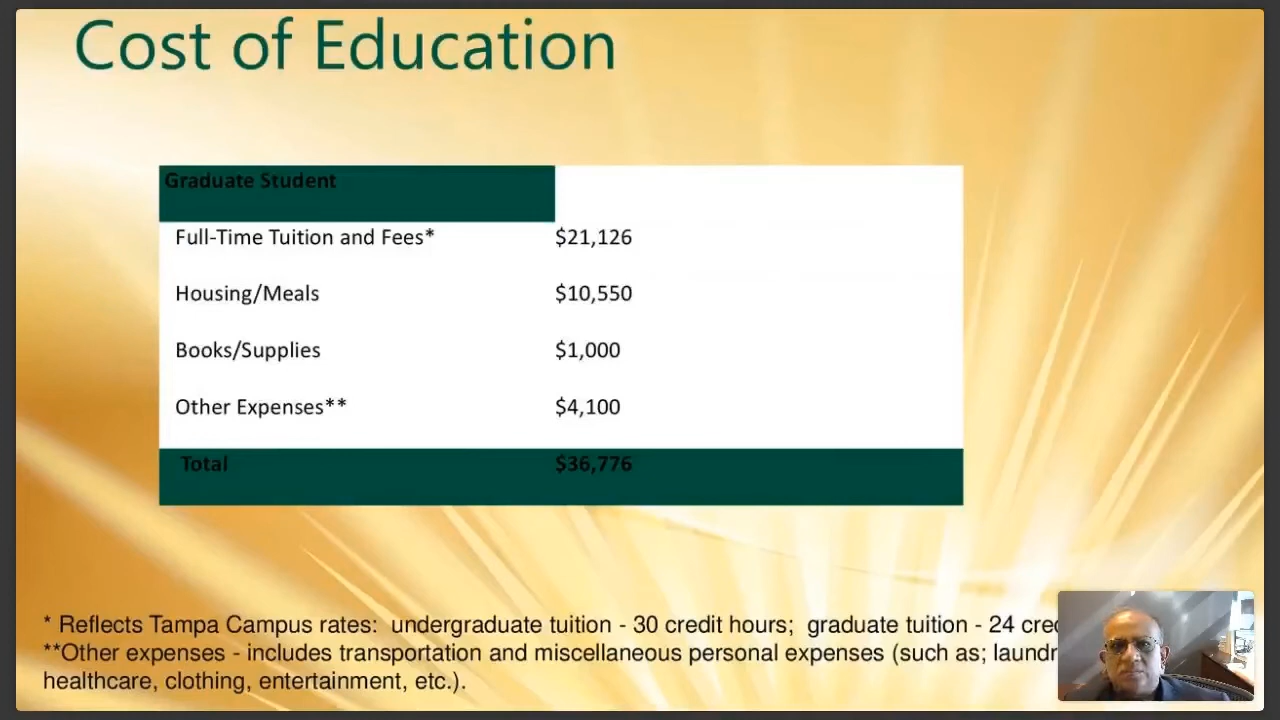 Cost of Education
Graduate Student
Full-Time Tuition and Fees* $21,126
Housing/Meals $10,550
Books/Supplies $1,000
Other Expenses** $4,100
Total $36,776
* Reflects Tampa Campus rates: undergraduate tuition - 30 credit hours; graduate tuition - 24
**Other expenses - includes transportation and miscellaneous personal expenses (such as;
healthcare, clothing, entertainment, etc.).